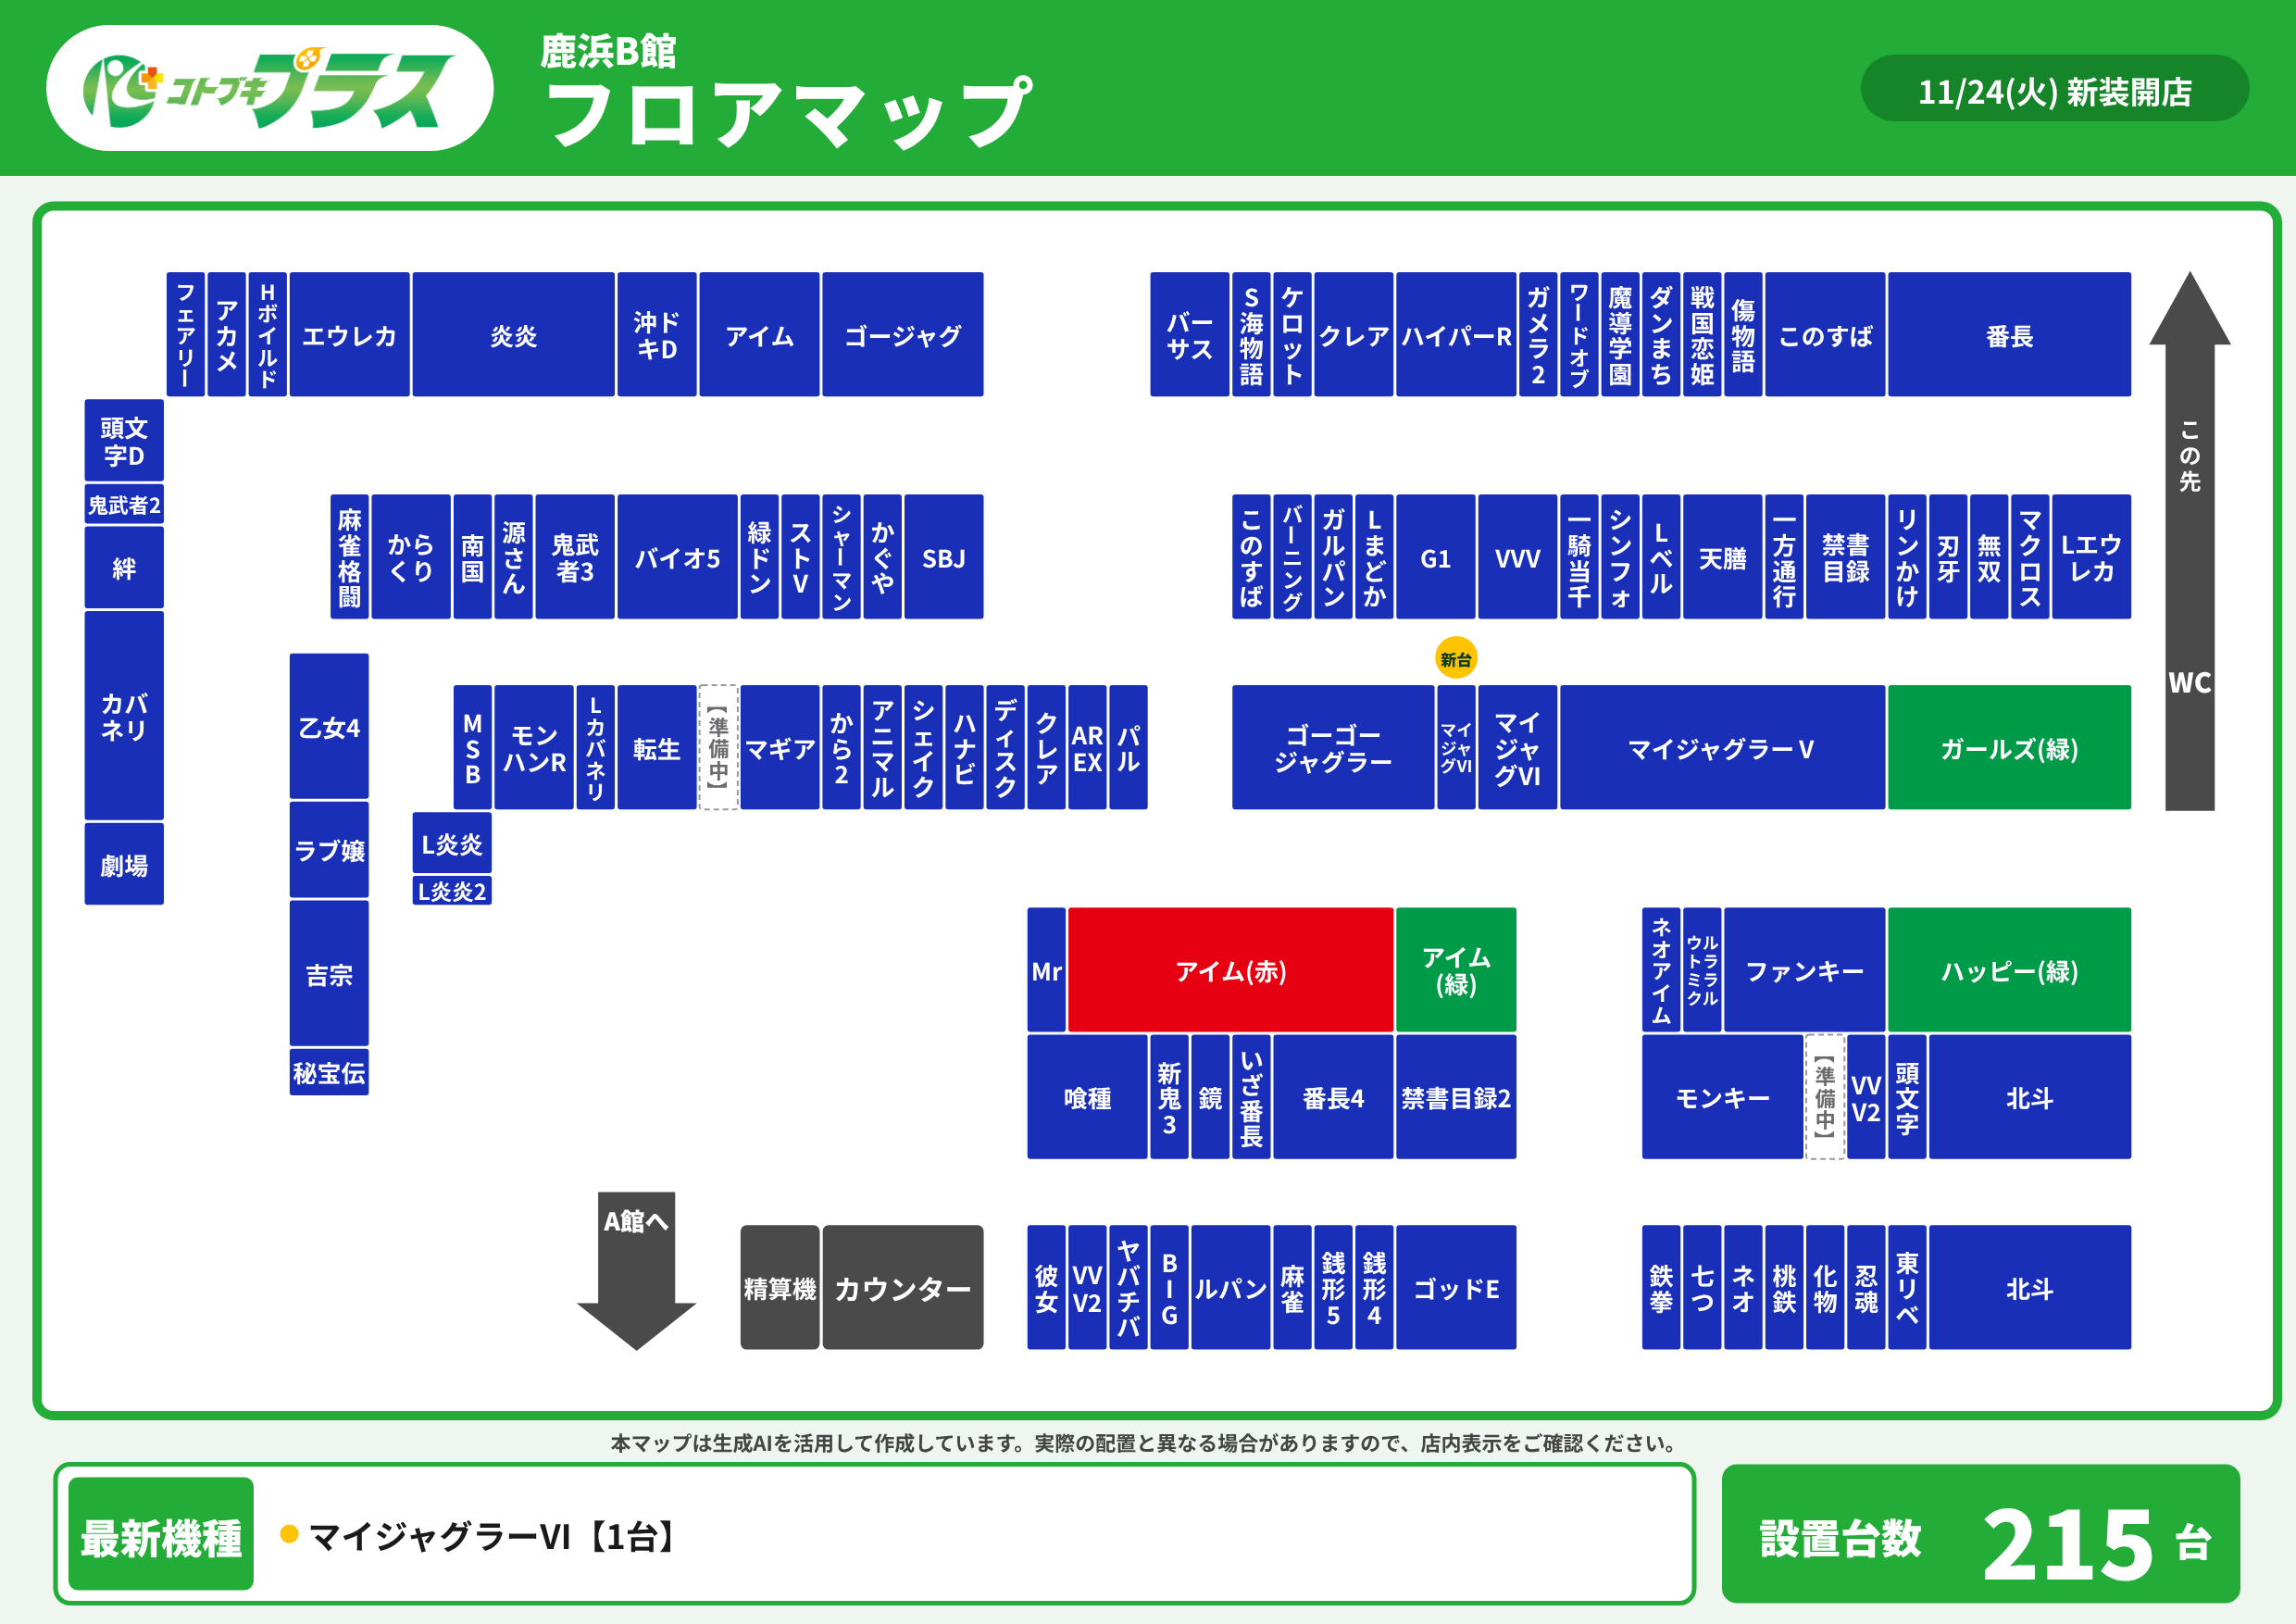 コトブキプラス
鹿浜B館
フロアマップ
11/24(火) 新装開店
フェアリー
アカメ
Hボイルド
エウレカ
炎炎
沖ド
キD
アイム
ゴージャグ
バー
サス
S海物語
ケロット
クレア
ハイパーR
ガメラ2
ワードオブ
魔導学園
ダンまち
戦国恋姫
傷物語
このすば
番長
この先
WC
頭文
字D
鬼武者2
絆
カバ
ネリ
劇場
麻雀格闘
から
くり
南国
源さん
鬼武
者3
バイオ5
緑ドン
ストV
シャーマン
かぐや
SBJ
このすば
バーニング
ガルパン
Lまどか
G1
VVV
一騎当千
シンフォ
Lベル
天膳
一方通行
禁書
目録
リンかけ
刃牙
無双
マクロス
Lエウ
レカ
新台
乙女4
ラブ嬢
吉宗
秘宝伝
MSB
モン
ハンR
Lカバネリ
転生
【準備中】
マギア
から2
アニマル
シェイク
ハナビ
ディスク
クレア
AR
EX
パル
ゴーゴー
ジャグラー
マイ
ジャ
グVI
マイ
ジャ
グVI
マイジャグラーV
ガールズ(緑)
L炎炎
L炎炎2
Mr
アイム(赤)
アイム
(緑)
ネオアイム
ウルトラミラクル
ファンキー
ハッピー(緑)
喰種
新鬼3
鏡
いざ番長
番長4
禁書目録2
モンキー
【準備中】
VV
V2
頭文字
北斗
A館へ
精算機
カウンター
彼女
VV
V2
ヤバチバ
BIG
ルパン
麻雀
銭形5
銭形4
ゴッドE
鉄拳
七つ
ネオ
桃鉄
化物
忍魂
東リベ
北斗
本マップは生成AIを活用して作成しています。実際の配置と異なる場合がありますので、店内表示をご確認ください。
最新機種
マイジャグラーVI【1台】
設置台数
215
台